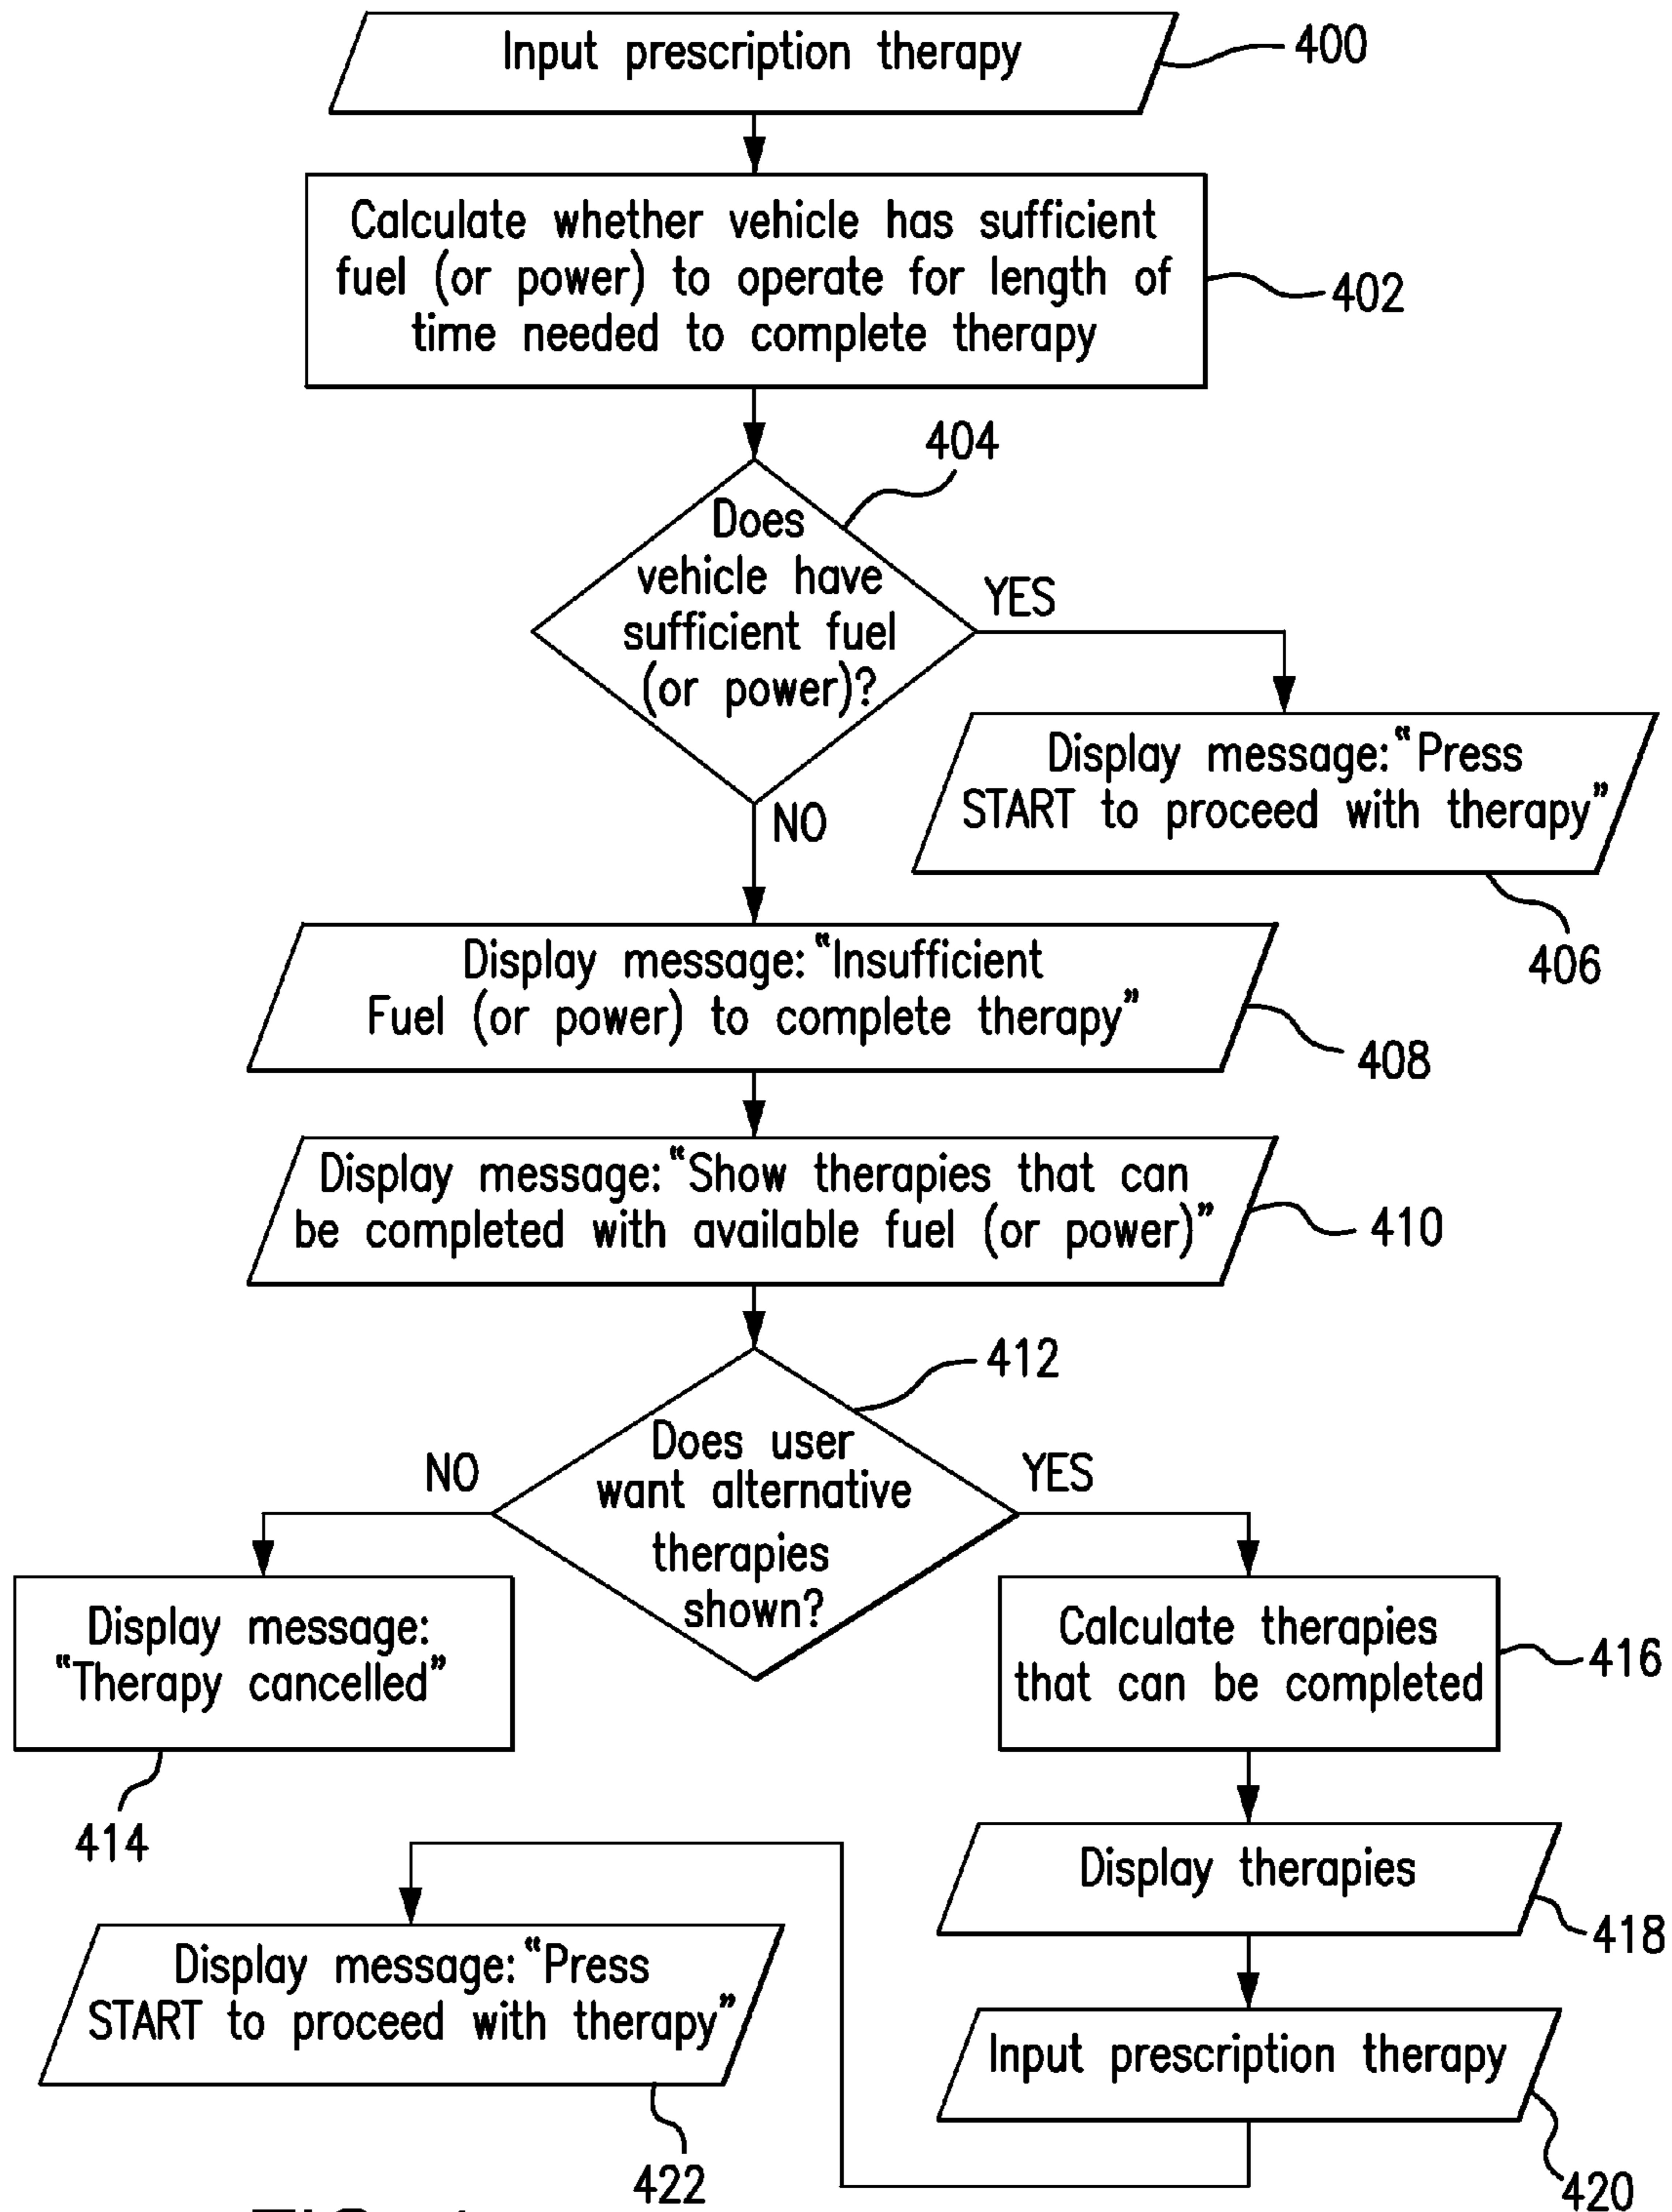 Input prescription therapy
400
Calculate whether vehicle has sufficient
fuel (or power) to operate for length of
time needed to complete therapy
402
404
Does
vehicle have
sufficient fuel
(or power)?
YES
NO
Display message: “Press
START to proceed with therapy”
406
Display message: “Insufficient
Fuel (or power) to complete therapy”
408
Display message: “Show therapies that can
be completed with available fuel (or power)”
410
412
Does user
want alternative
therapies
shown?
NO
YES
Display message:
“Therapy cancelled”
414
Calculate therapies
that can be completed
416
Display therapies
418
Input prescription therapy
420
Display message: “Press
START to proceed with therapy”
422